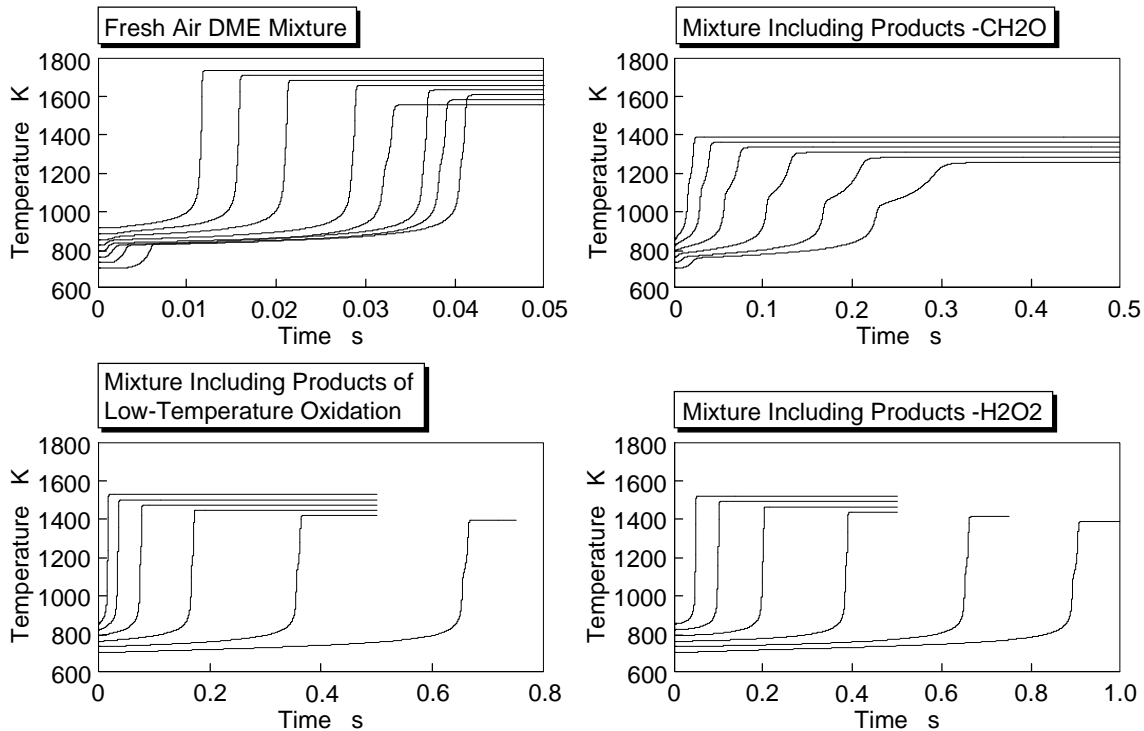 Fresh Air DME Mixture
Temperature K
1800
1600
1400
1200
1000
800
600
0 0.01 0.02 0.03 0.04 0.05
Time s
Mixture Including Products -CH2O
Temperature K
1800
1600
1400
1200
1000
800
600
0 0.1 0.2 0.3 0.4 0.5
Time s
Mixture Including Products of
Low-Temperature Oxidation
Temperature K
1800
1600
1400
1200
1000
800
600
0 0.2 0.4 0.6 0.8
Time s
Mixture Including Products -H2O2
Temperature K
1800
1600
1400
1200
1000
800
600
0 0.2 0.4 0.6 0.8 1.0
Time s